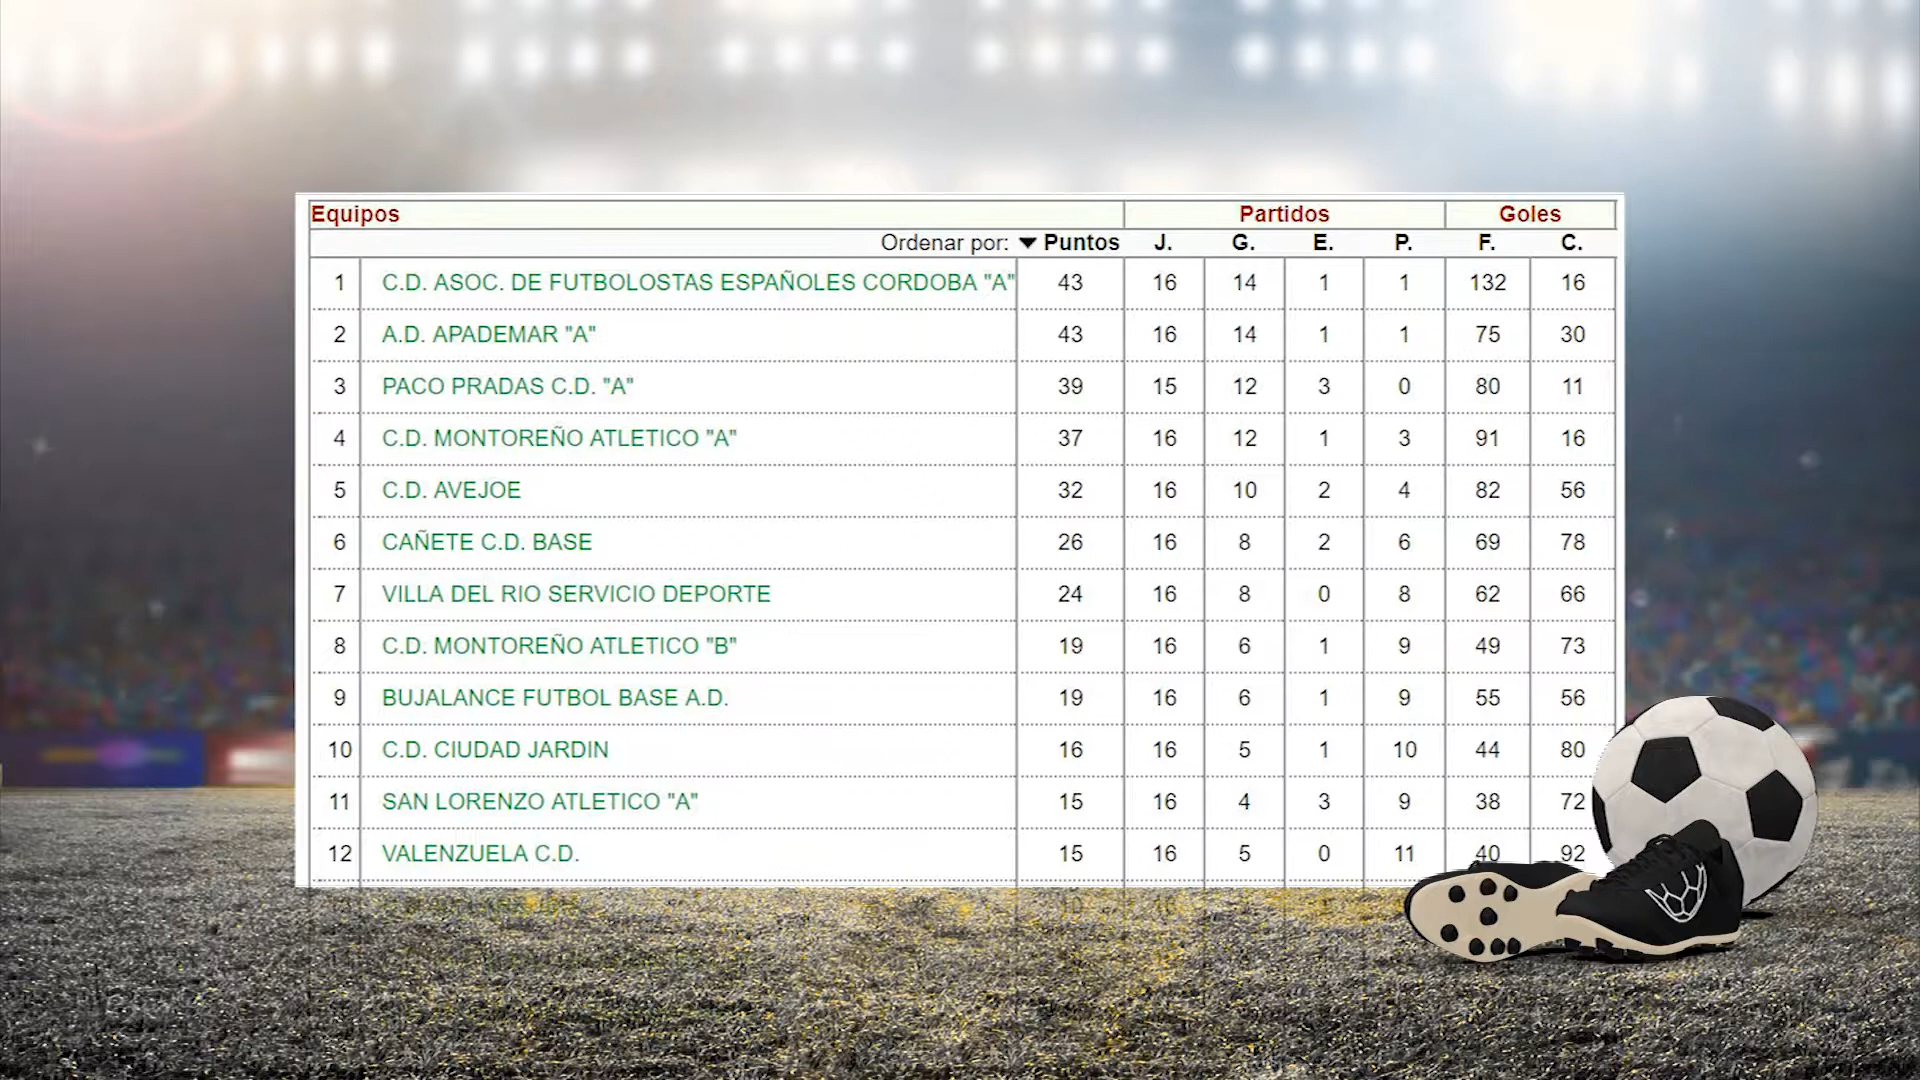 Equipos Partidos Goles
Ordenar por: ▼ Puntos J. G. E. P. F. C.
1 C.D. ASOC. DE FUTBOLOSTAS ESPAÑOLES CORDOBA "A" 43 16 14 1 1 132 16
2 A.D. APADEMAR "A" 43 16 14 1 1 75 30
3 PACO PRADAS C.D. "A" 39 15 12 3 0 80 11
4 C.D. MONTOREÑO ATLETICO "A" 37 16 12 1 3 91 16
5 C.D. AVEJOE 32 16 10 2 4 82 56
6 CAÑETE C.D. BASE 26 16 8 2 6 69 78
7 VILLA DEL RIO SERVICIO DEPORTE 24 16 8 0 8 62 66
8 C.D. MONTOREÑO ATLETICO "B" 19 16 6 1 9 49 73
9 BUJALANCE FUTBOL BASE A.D. 19 16 6 1 9 55 56
10 C.D. CIUDAD JARDIN 16 16 5 1 10 44 80
11 SAN LORENZO ATLETICO "A" 15 16 4 3 9 38 72
12 VALENZUELA C.D. 15 16 5 0 11 40 92